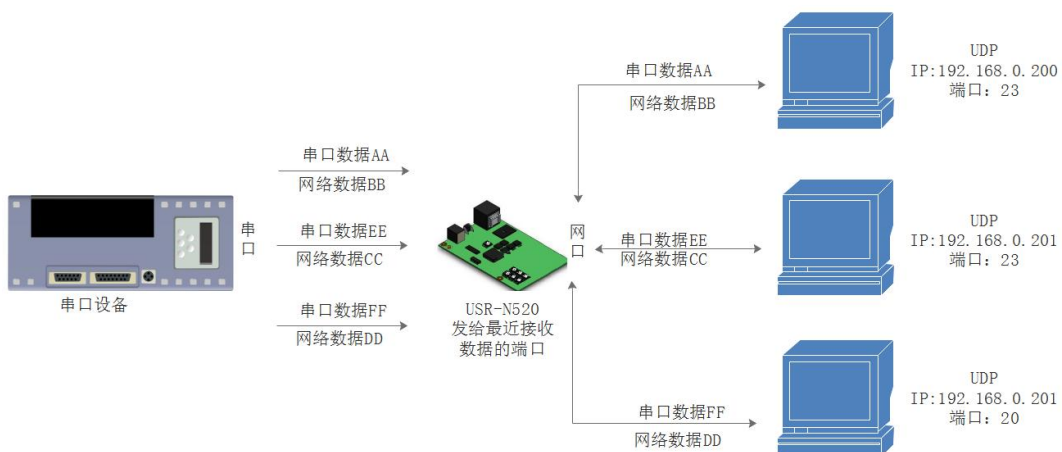 串口数据AA
网络数据BB
串口数据EE
网络数据CC
串口数据FF
网络数据DD
串口
串口设备
USR-N520
发给最近接收
数据的端口
网口
串口数据AA
网络数据BB
串口数据EE
网络数据CC
串口数据FF
网络数据DD
UDP
IP:192.168.0.200
端口：23
UDP
IP:192.168.0.201
端口：23
UDP
IP:192.168.0.201
端口：20